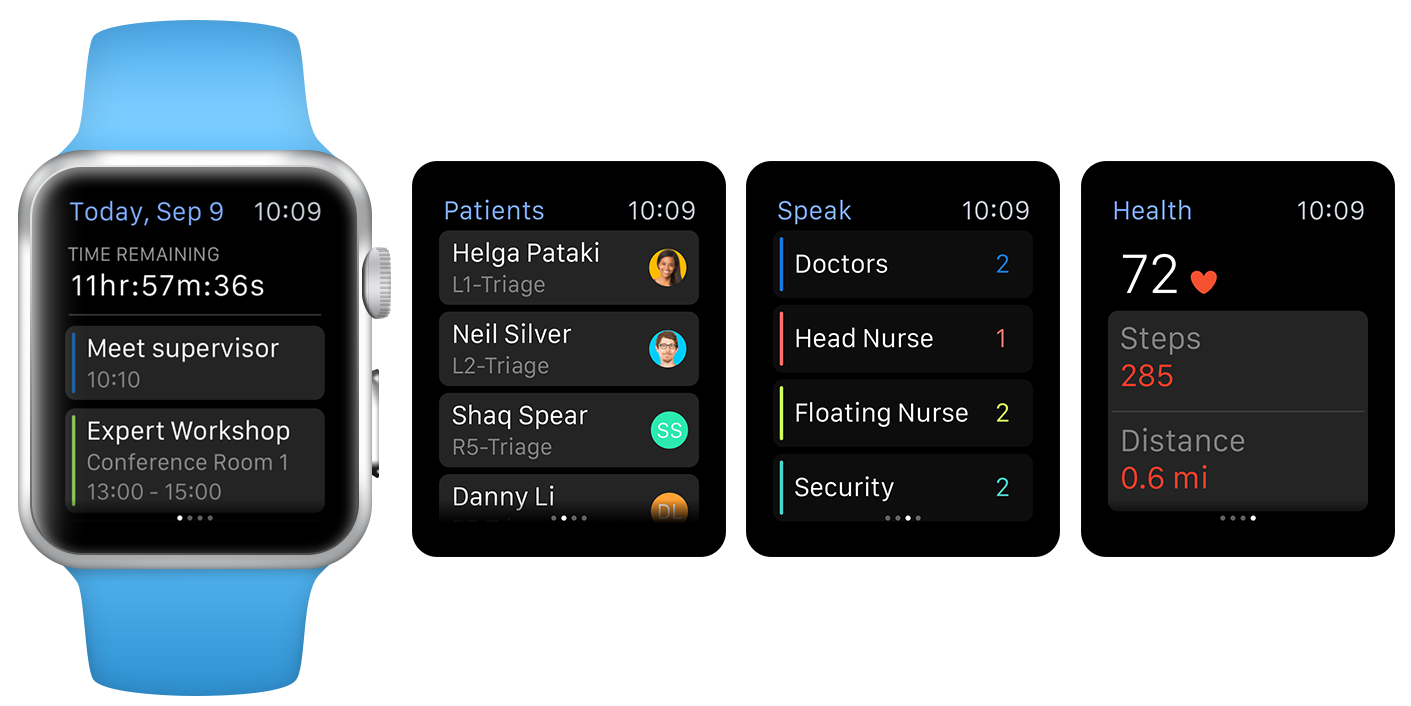 Today, Sep 9 10:09
TIME REMAINING
11hr:57m:36s
Meet supervisor
10:10
Expert Workshop
Conference Room 1
13:00 - 15:00
Patients 10:09
Helga Pataki
L1-Triage
Neil Silver
L2-Triage
Shaq Spear
R5-Triage
SS
Danny Li
DL
Speak 10:09
Doctors 2
Head Nurse 1
Floating Nurse 2
Security 2
Health 10:09
72
Steps
285
Distance
0.6 mi